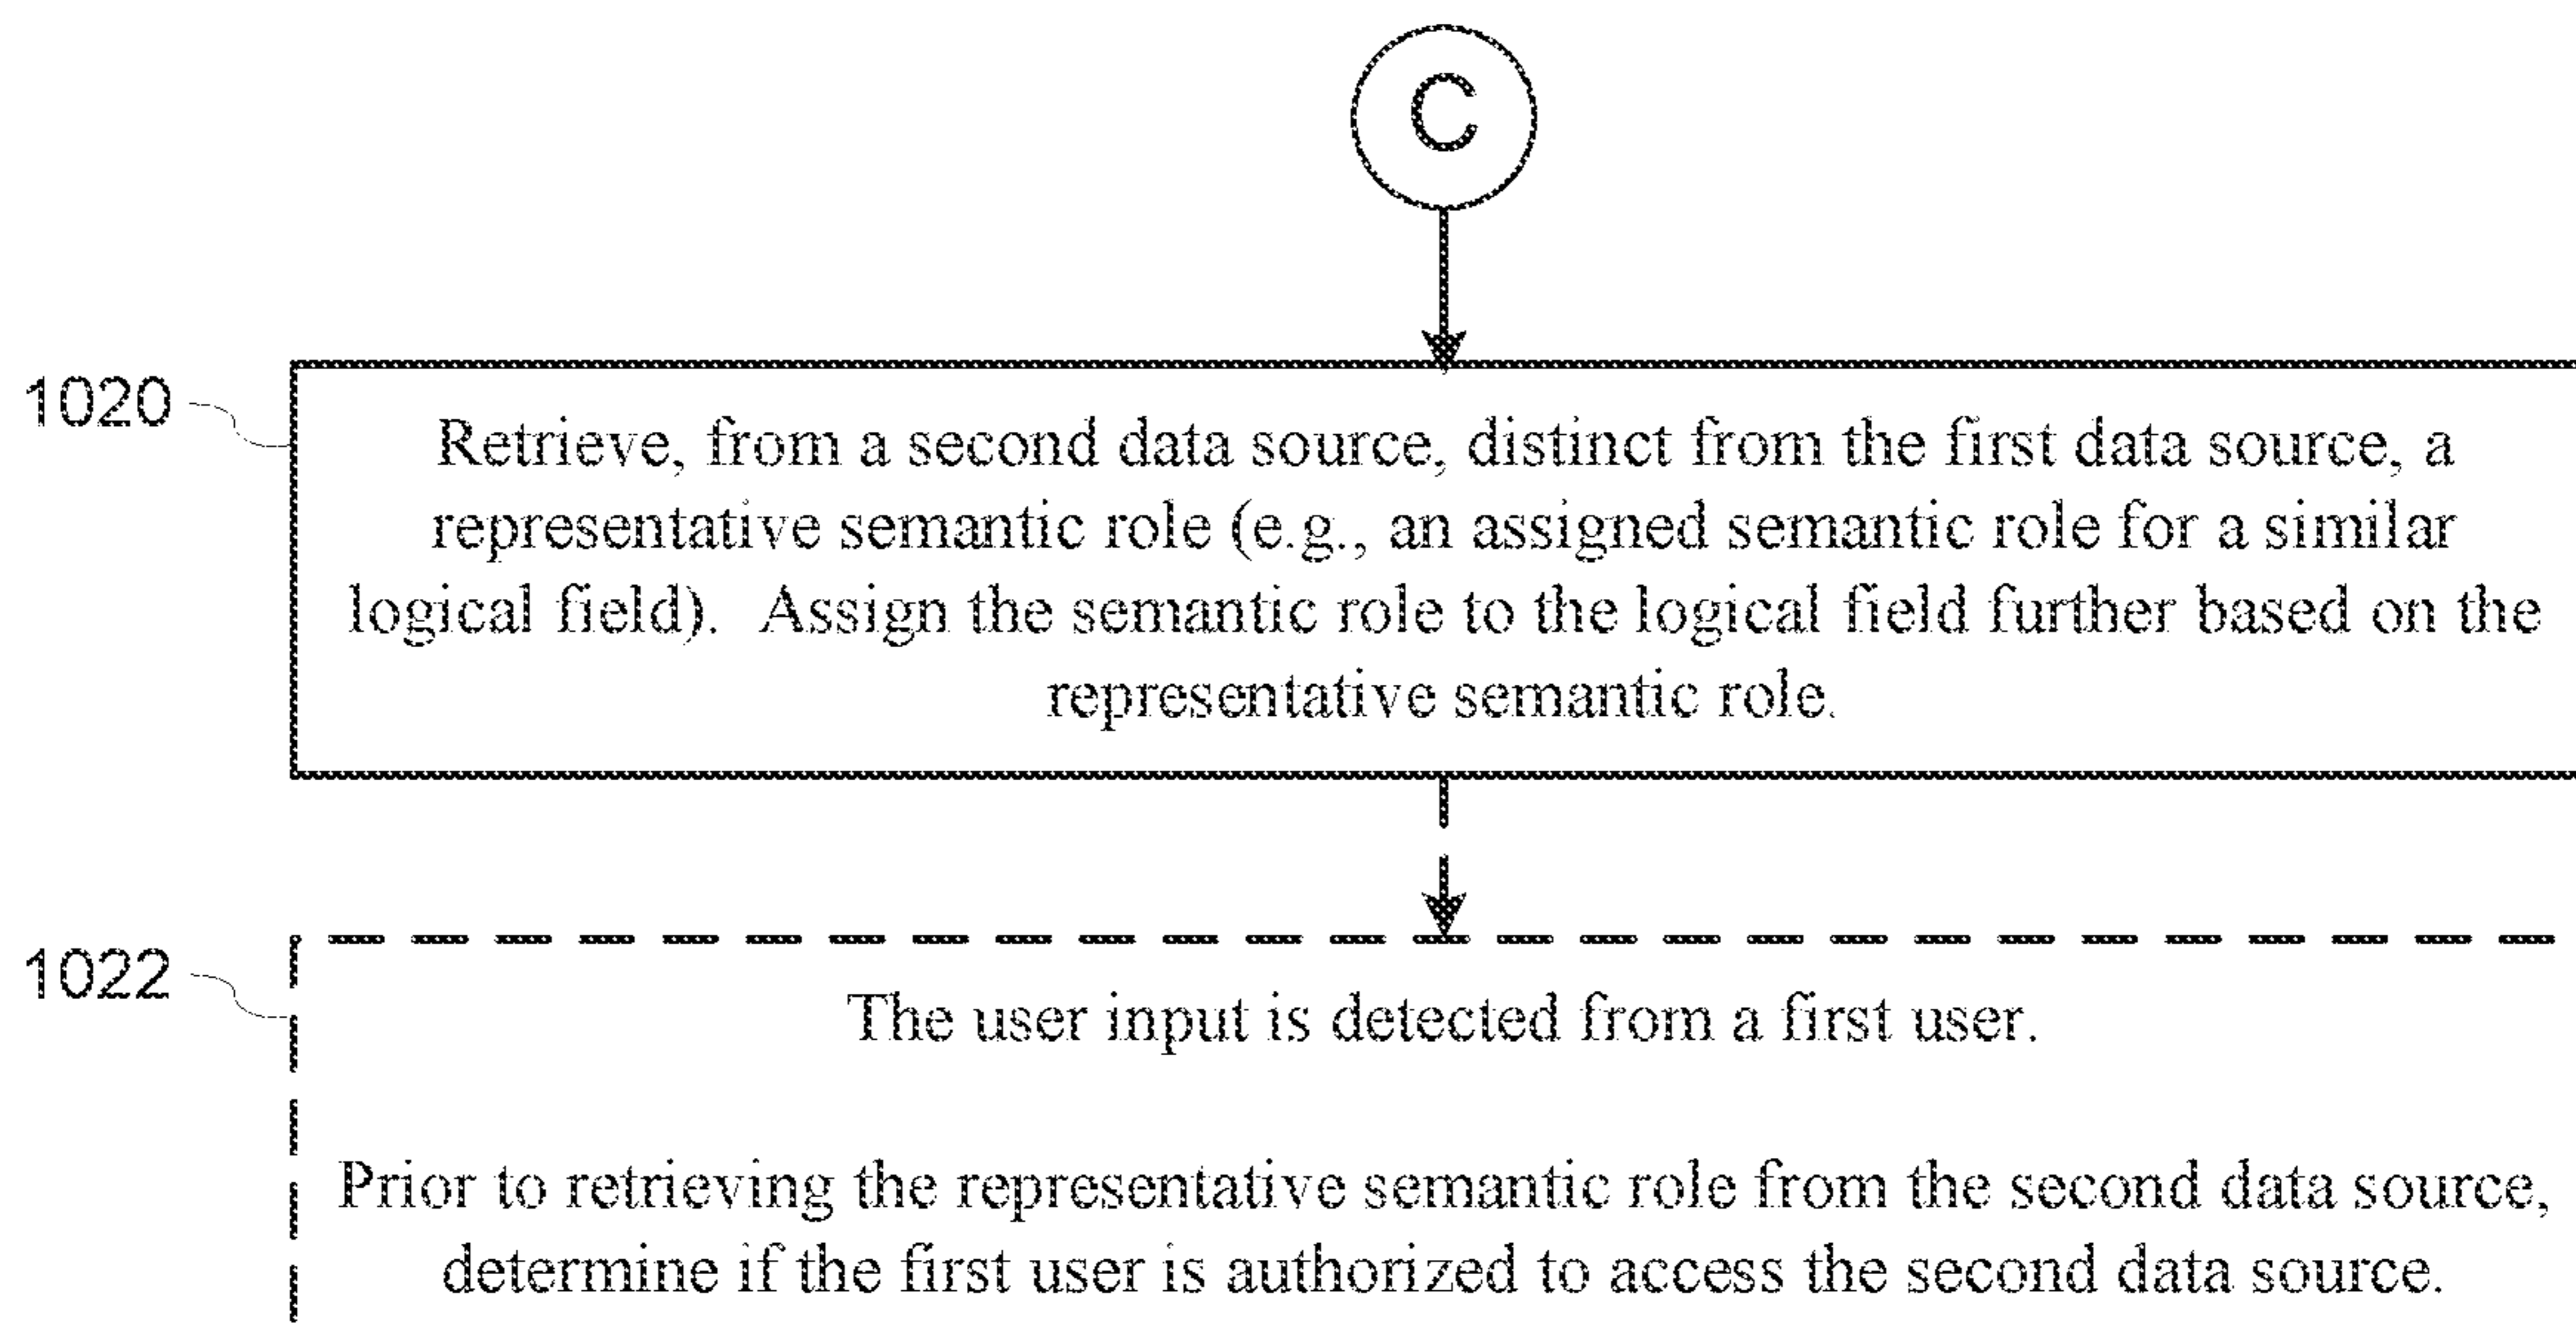 C
1020
Retrieve, from a second data source, distinct from the first data source, a
representative semantic role (e.g., an assigned semantic role for a similar
logical field).  Assign the semantic role to the logical field further based on the
representative semantic role.
1022
The user input is detected from a first user.
Prior to retrieving the representative semantic role from the second data source,
determine if the first user is authorized to access the second data source.